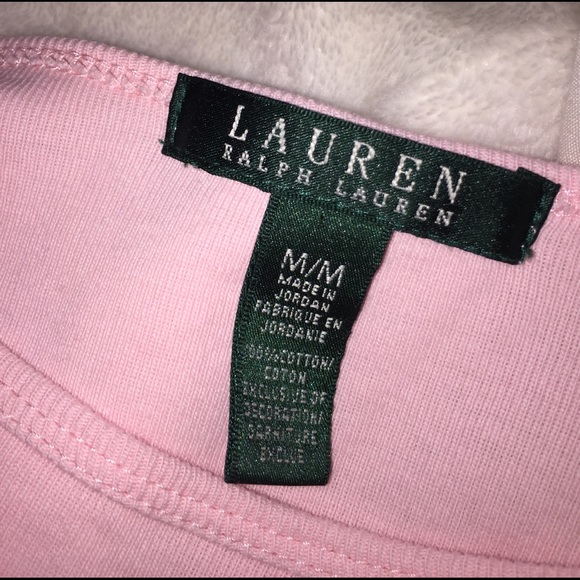 LAUREN
RALPH LAUREN
M/M
MADE IN
JORDAN
FABRIQUE EN
JORDANIE
100%COTTON/
COTON
EXCLUSIVE OF
DECORATION/
GARNITURE
EXCLUE